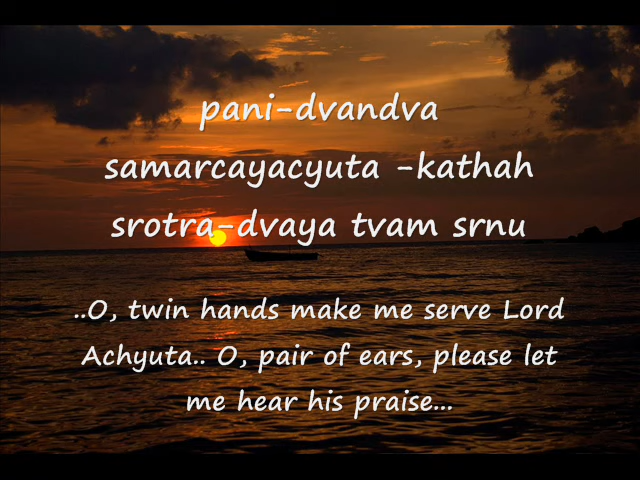 pani-dvandva
samarcayacyuta -kathah
srotra-dvaya tvam srnu
..O, twin hands make me serve Lord
Achyuta.. O, pair of ears, please let
me hear his praise...